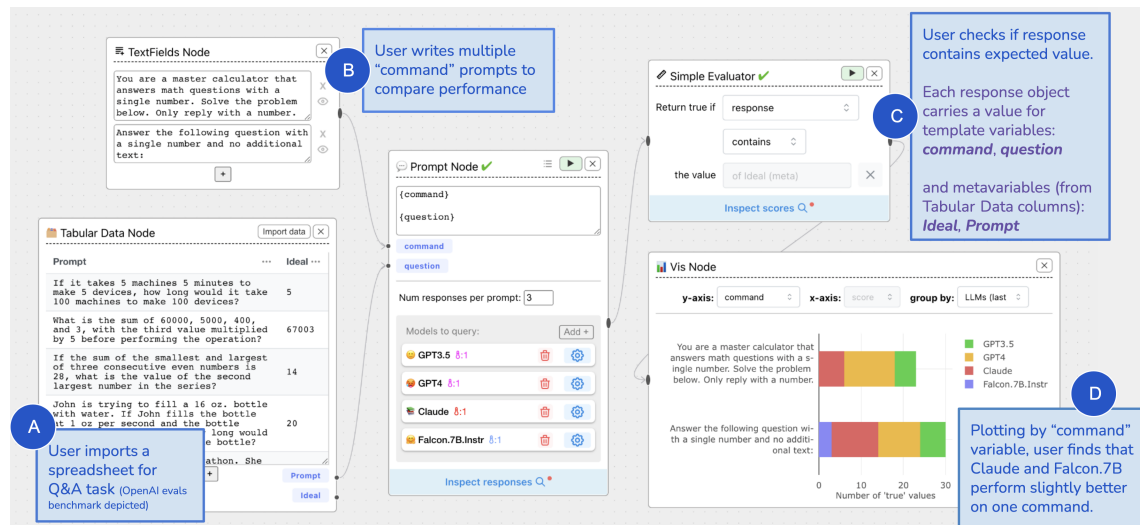 TextFields Node
You are a master calculator that
answers math questions with a
single number. Solve the problem
below. Only reply with a number.
Answer the following question with
a single number and no additional
text:
+
B
User writes multiple
“command” prompts to
compare performance
Tabular Data Node
Import data
Prompt
Ideal
If it takes 5 machines 5 minutes to
make 5 devices, how long would it take
100 machines to make 100 devices?
5
What is the sum of 60000, 5000, 400,
and 3, with the third value multiplied
by 5 before performing the operation?
67003
If the sum of the smallest and largest
of three consecutive even numbers is
28, what is the value of the second
largest number in the series?
14
John is trying to fill a 16 oz. bottle
with water. If John fills the bottle
at 1 oz per second and the bottle
long would
e bottle?
20
athon. She
+
Prompt
Ideal
A
User imports a
spreadsheet for
Q&A task (OpenAI evals
benchmark depicted)
Prompt Node
{command}
{question}
command
question
Num responses per prompt: 3
Models to query:
Add +
GPT3.5 :1
GPT4 :1
Claude :1
Falcon.7B.Instr :1
Inspect responses
Simple Evaluator
Return true if response
contains
the value of Ideal (meta)
Inspect scores
C
User checks if response
contains expected value.
Each response object
carries a value for
template variables:
command, question
and metavariables (from
Tabular Data columns):
Ideal, Prompt
Vis Node
y-axis: command x-axis: score group by: LLMs (last
You are a master calculator that
answers math questions with a s-
ingle number. Solve the problem
below. Only reply with a number.
Answer the following question wi-
th a single number and no additi-
onal text:
0 10 20 30
Number of 'true' values
GPT3.5
GPT4
Claude
Falcon.7B.Instr
D
Plotting by “command”
variable, user finds that
Claude and Falcon.7B
perform slightly better
on one command.